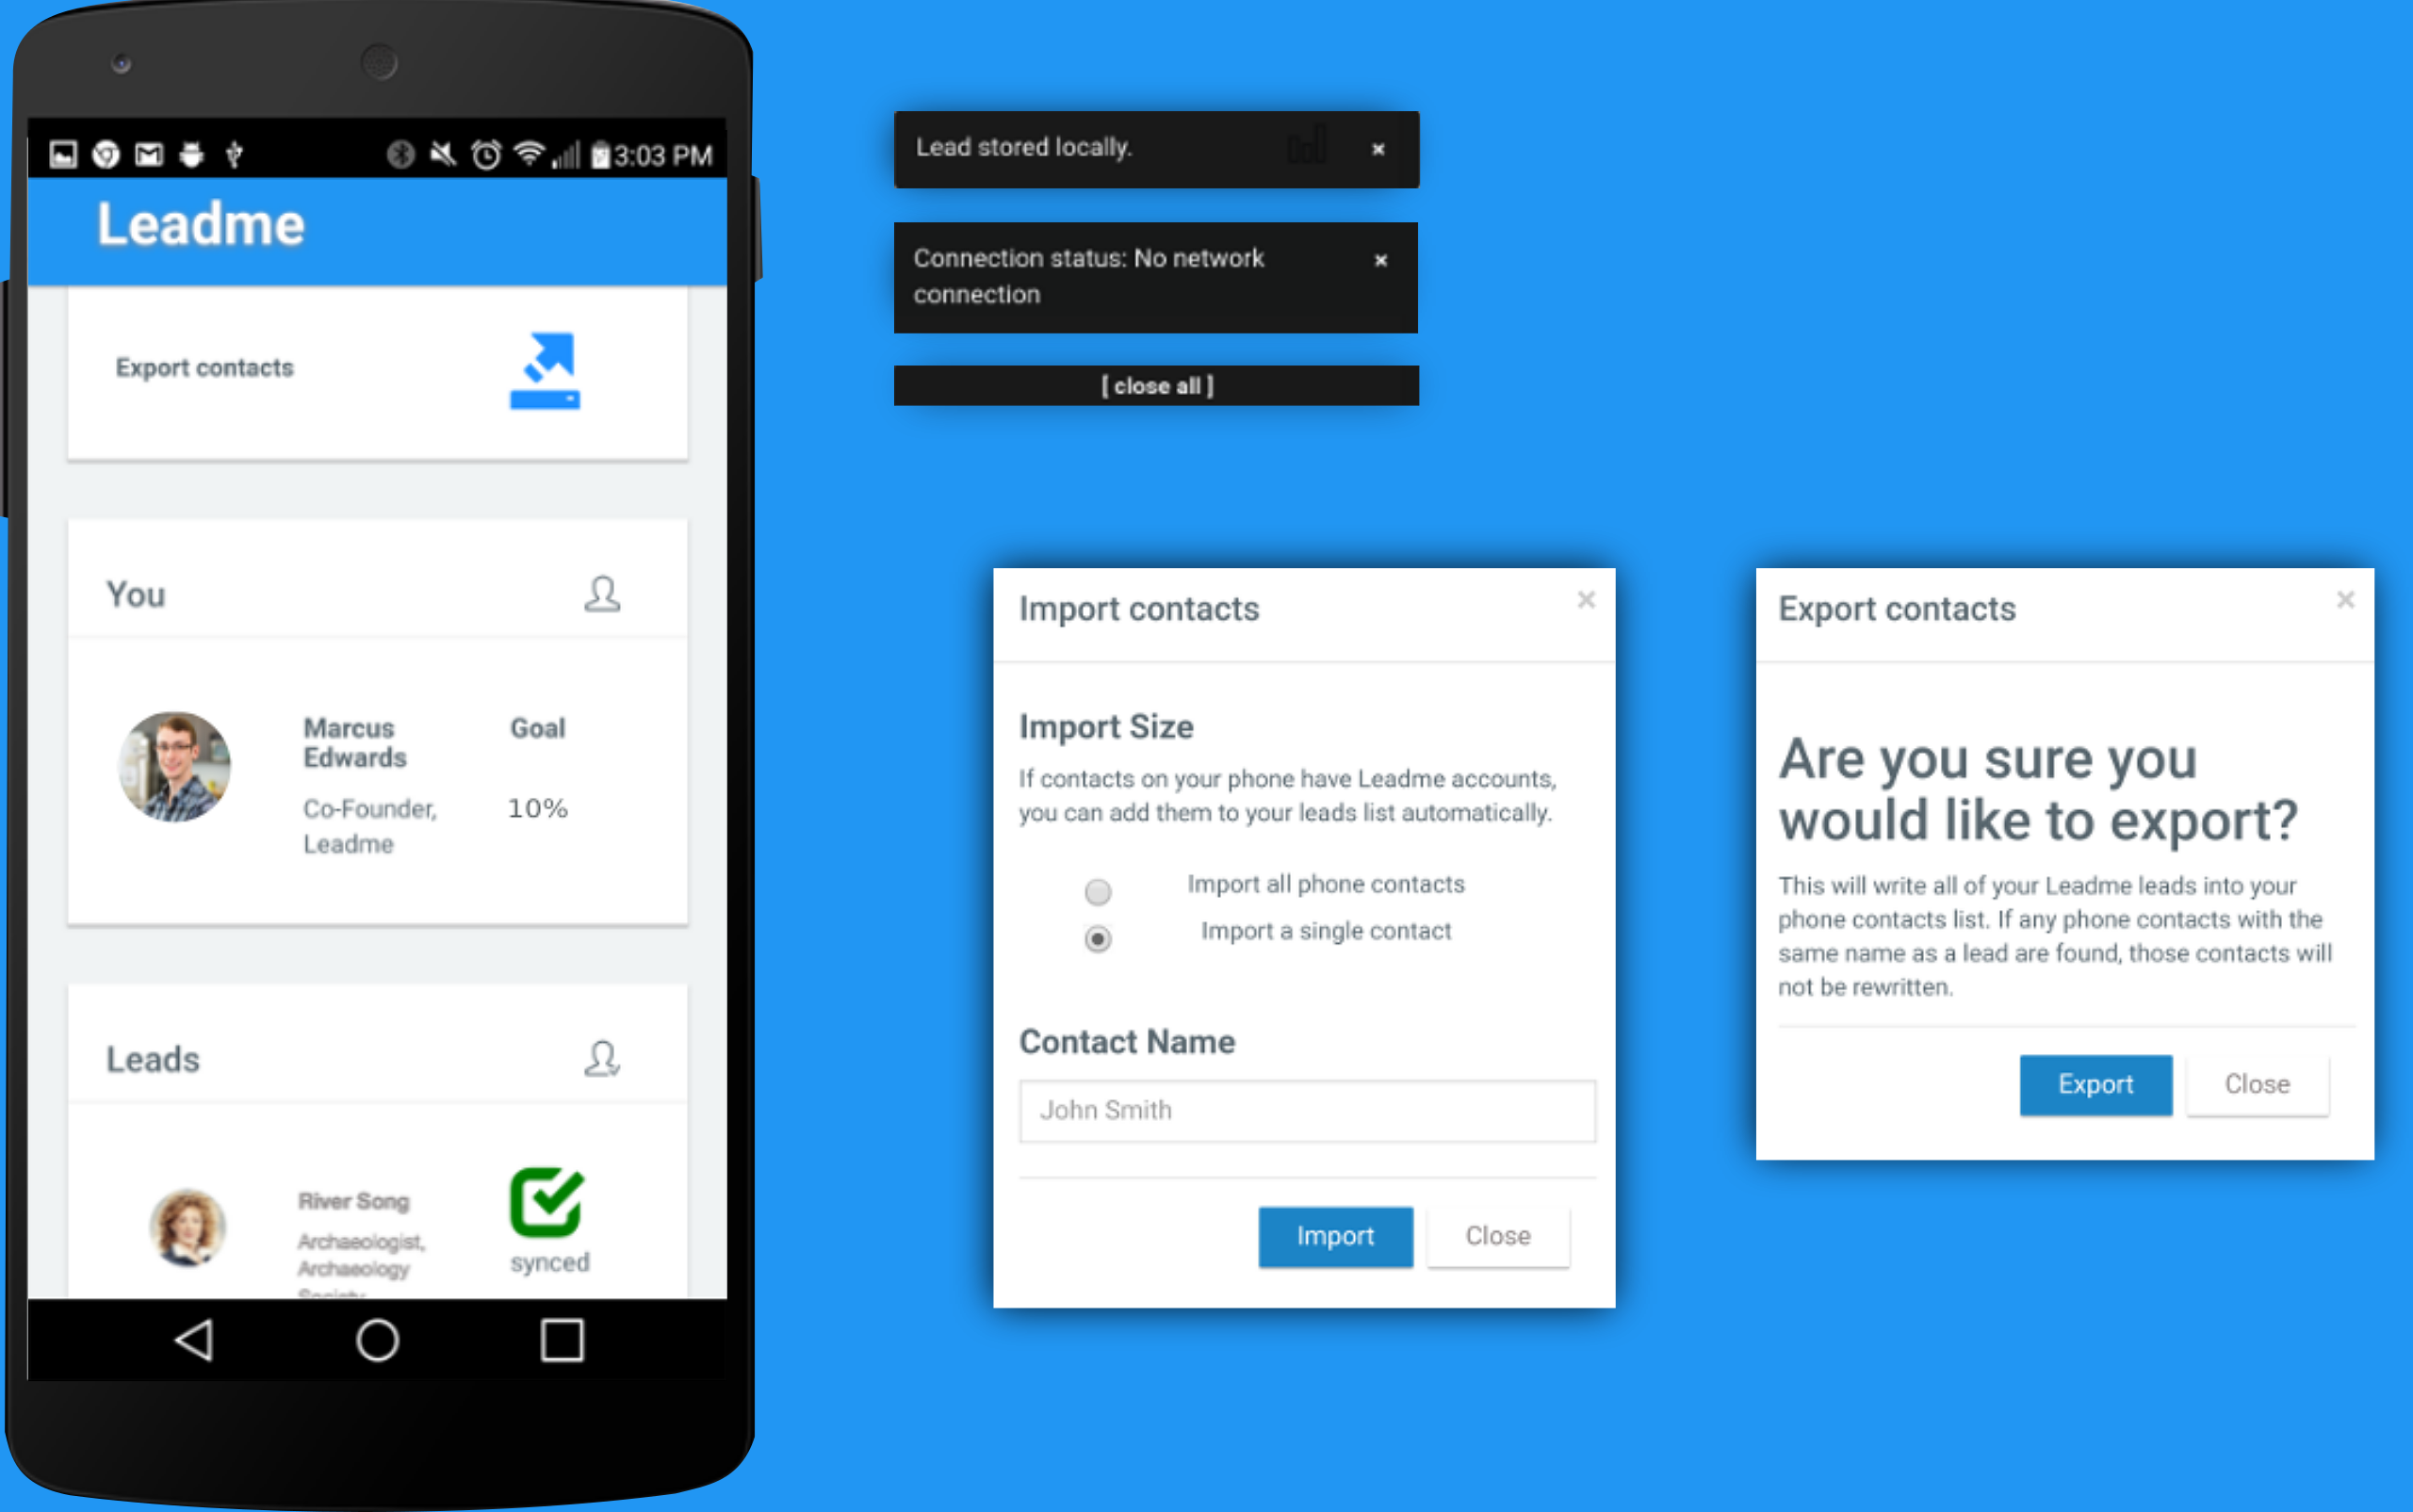 3:03 PM
Leadme
Export contacts
You
Marcus
Edwards
Goal
Co-Founder,
Leadme
10%
Leads
River Song
Archaeologist,
Archaeology
Society
synced
Lead stored locally.
×
Connection status: No network
connection
×
[ close all ]
Import contacts
×
Import Size
If contacts on your phone have Leadme accounts,
you can add them to your leads list automatically.
Import all phone contacts
Import a single contact
Contact Name
John Smith
Import
Close
Export contacts
×
Are you sure you
would like to export?
This will write all of your Leadme leads into your
phone contacts list. If any phone contacts with the
same name as a lead are found, those contacts will
not be rewritten.
Export
Close